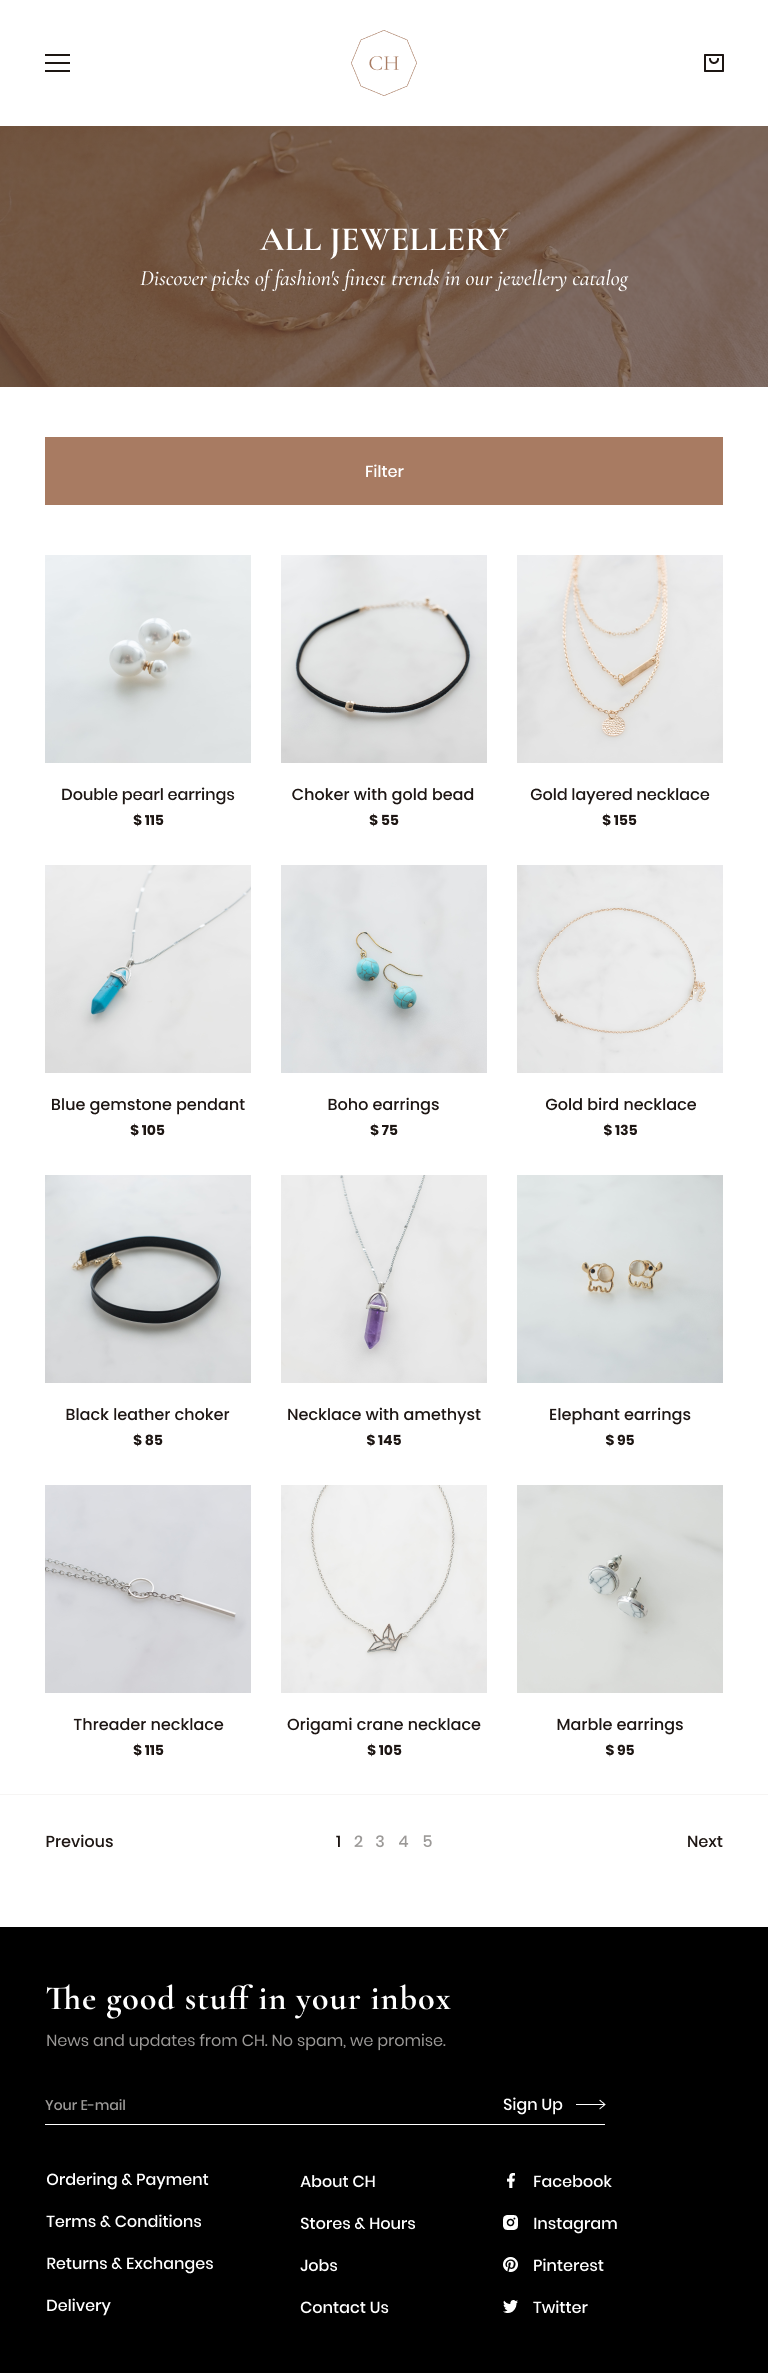 CH
ALL JEWELLERY
Discover picks of fashion's finest trends in our jewellery catalog
Filter
Double pearl earrings
$ 115
Choker with gold bead
$ 55
Gold layered necklace
$ 155
Blue gemstone pendant
$ 105
Boho earrings
$ 75
Gold bird necklace
$ 135
Black leather choker
$ 85
Necklace with amethyst
$ 145
Elephant earrings
$ 95
Threader necklace
$ 115
Origami crane necklace
$ 105
Marble earrings
$ 95
Previous
1 2 3 4 5
Next
The good stuff in your inbox
News and updates from CH. No spam, we promise.
Your E-mail
Sign Up
Ordering & Payment
Terms & Conditions
Returns & Exchanges
Delivery
About CH
Stores & Hours
Jobs
Contact Us
Facebook
Instagram
Pinterest
Twitter